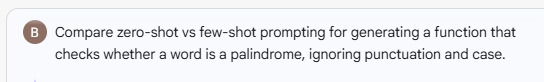 B
Compare zero-shot vs few-shot prompting for generating a function that
checks whether a word is a palindrome, ignoring punctuation and case.